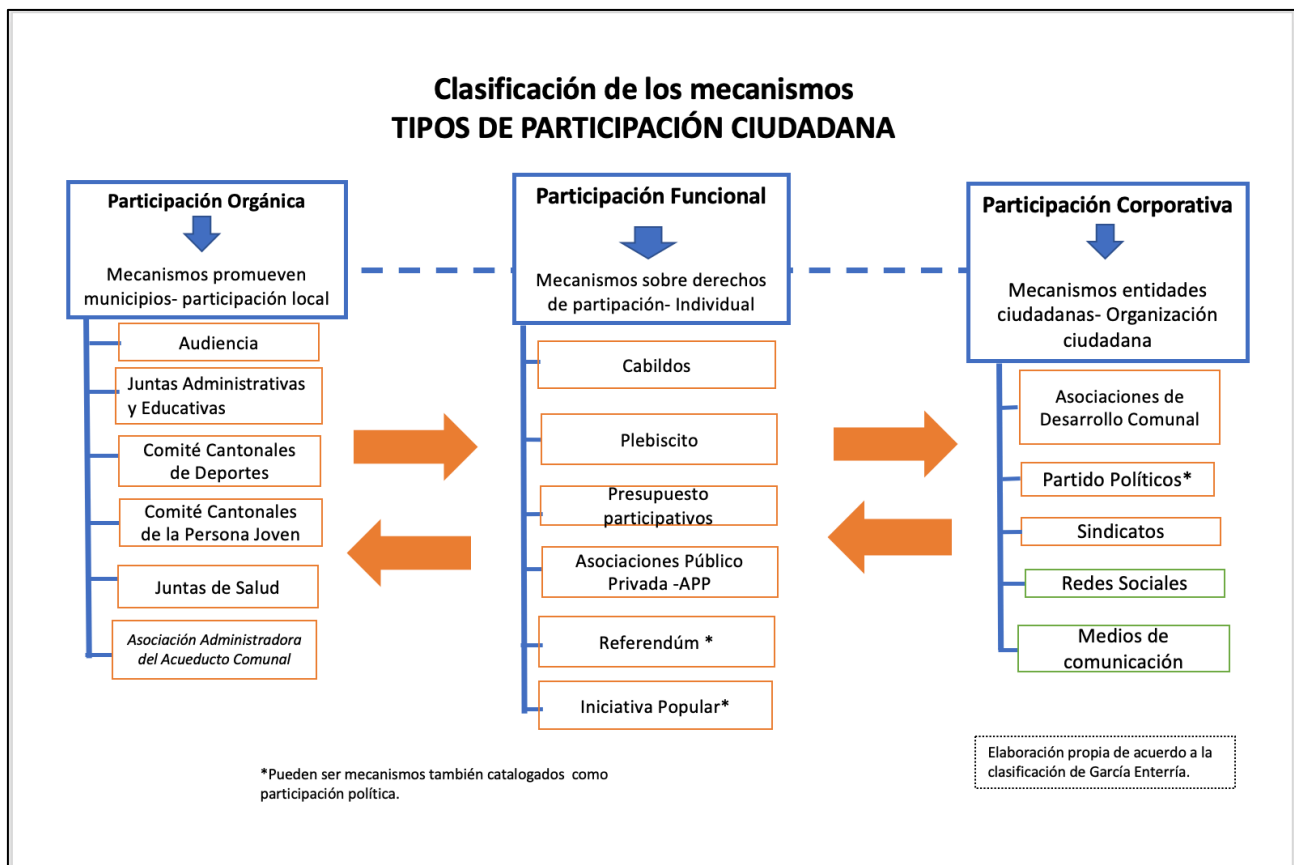 Clasificación de los mecanismos
TIPOS DE PARTICIPACIÓN CIUDADANA
Participación Orgánica
Mecanismos promueven
municipios- participación local
Audiencia
Juntas Administrativas
y Educativas
Comité Cantonales
de Deportes
Comité Cantonales
de la Persona Joven
Juntas de Salud
Asociación Administradora
del Acueducto Comunal
Participación Funcional
Mecanismos sobre derechos
de partipación- Individual
Cabildos
Plebiscito
Presupuesto
participativos
Asociaciones Público
Privada -APP
Referendúm *
Iniciativa Popular*
Participación Corporativa
Mecanismos entidades
ciudadanas- Organización
ciudadana
Asociaciones de
Desarrollo Comunal
Partido Políticos*
Sindicatos
Redes Sociales
Medios de
comunicación
*Pueden ser mecanismos también catalogados como
participación política.
Elaboración propia de acuerdo a la
clasificación de García Enterría.